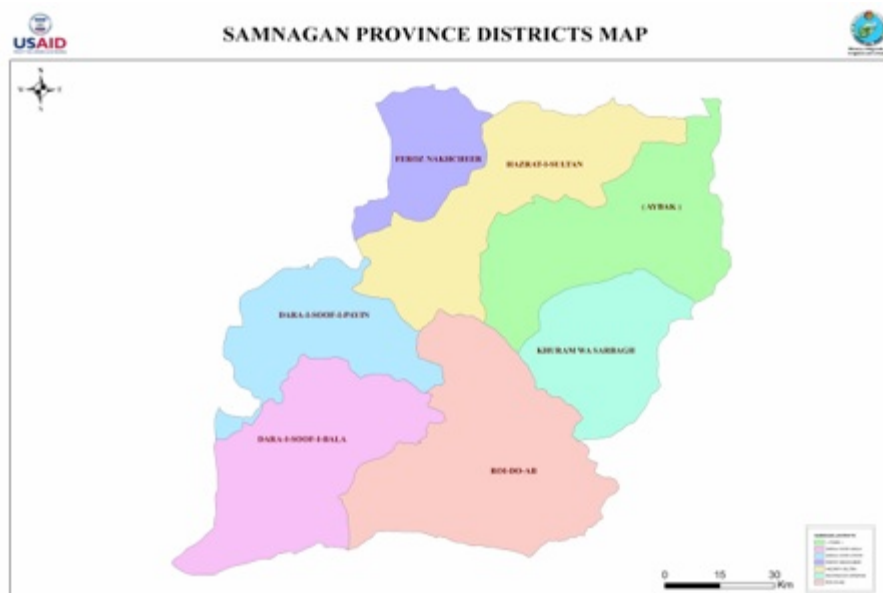 USAID
SAMNAGAN PROVINCE DISTRICTS MAP
N
W E
S
FEROZ NAKHCHEER
HAZRAT-I-SULTAN
( AYBAK )
DARA-I-SOOF-I-PAYIN
KHURAM WA SARBAGH
DARA-I-SOOF-I-BALA
ROI-DO-AB
0 15 30
Km